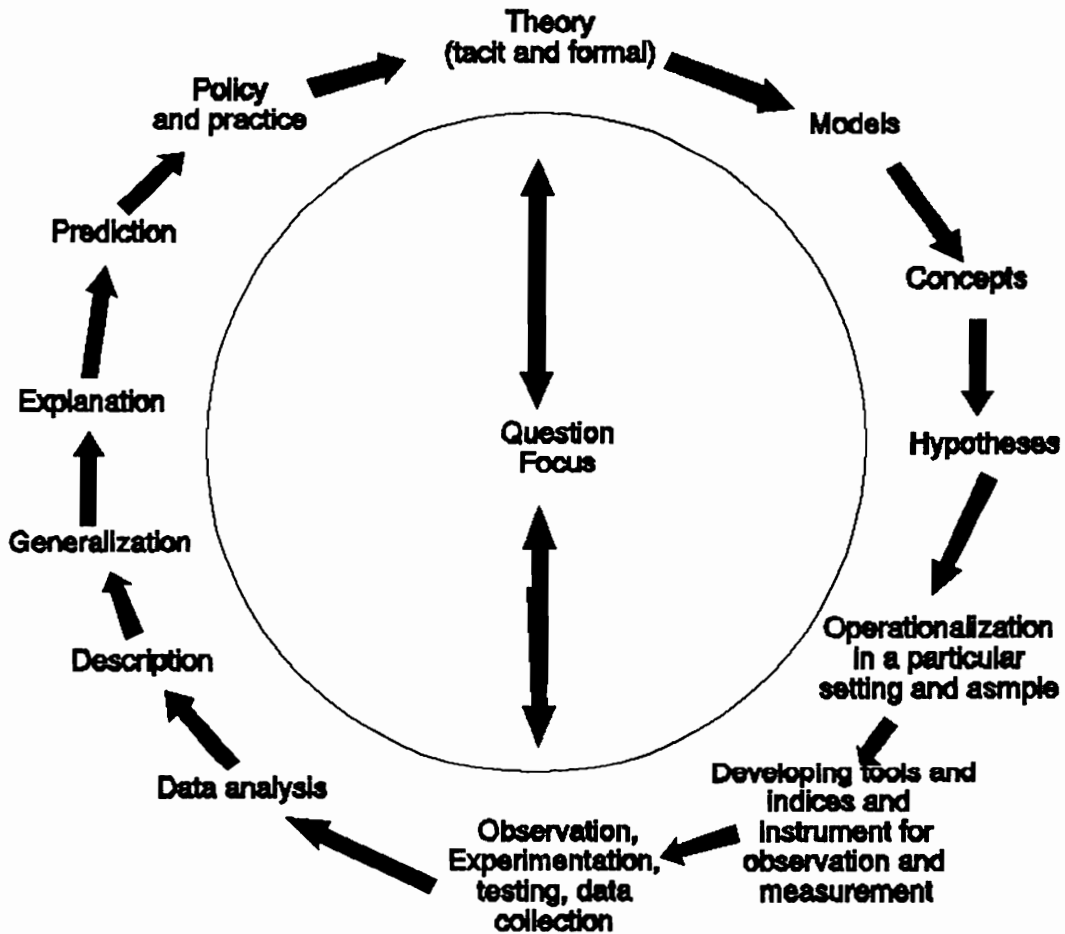 Theory
(tacit and formal)
Models
Concepts
Hypotheses
Operationalization
in a particular
setting and asmple
Developing tools and
indices and
instrument for
observation and
measurement
Observation,
Experimentation,
testing, data
collection
Data analysis
Description
Generalization
Explanation
Prediction
Policy
and practice
Question
Focus